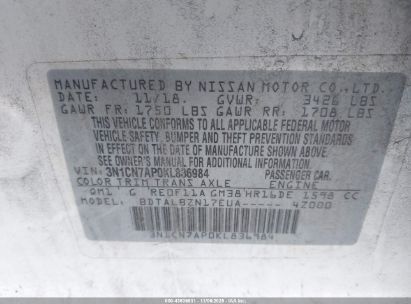 MANUFACTURED BY NISSAN MOTOR CO., LTD.
DATE: 11/18. GVWR: 3426 LBS
GAWR FR: 1750 LBS GAWR RR: 1708 LBS
THIS VEHICLE CONFORMS TO ALL APPLICABLE FEDERAL MOTOR
VEHICLE SAFETY, BUMPER AND THEFT PREVENTION STANDARDS
IN EFFECT ON THE DATE OF MANUFACTURE SHOWN ABOVE.
SEE OWNER'S MANUAL FOR ADDITIONAL INFORMATION.
VIN: 3N1CN7AP0KL836984 PASSENGER CAR.
COLOR TRIM TRANS AXLE ENGINE
QM1 G RE0F11A GM38 HR16DE 1598 CC
MODEL: BDTALBZN17EUA----- 42000
3N1CN7AP0KL836984